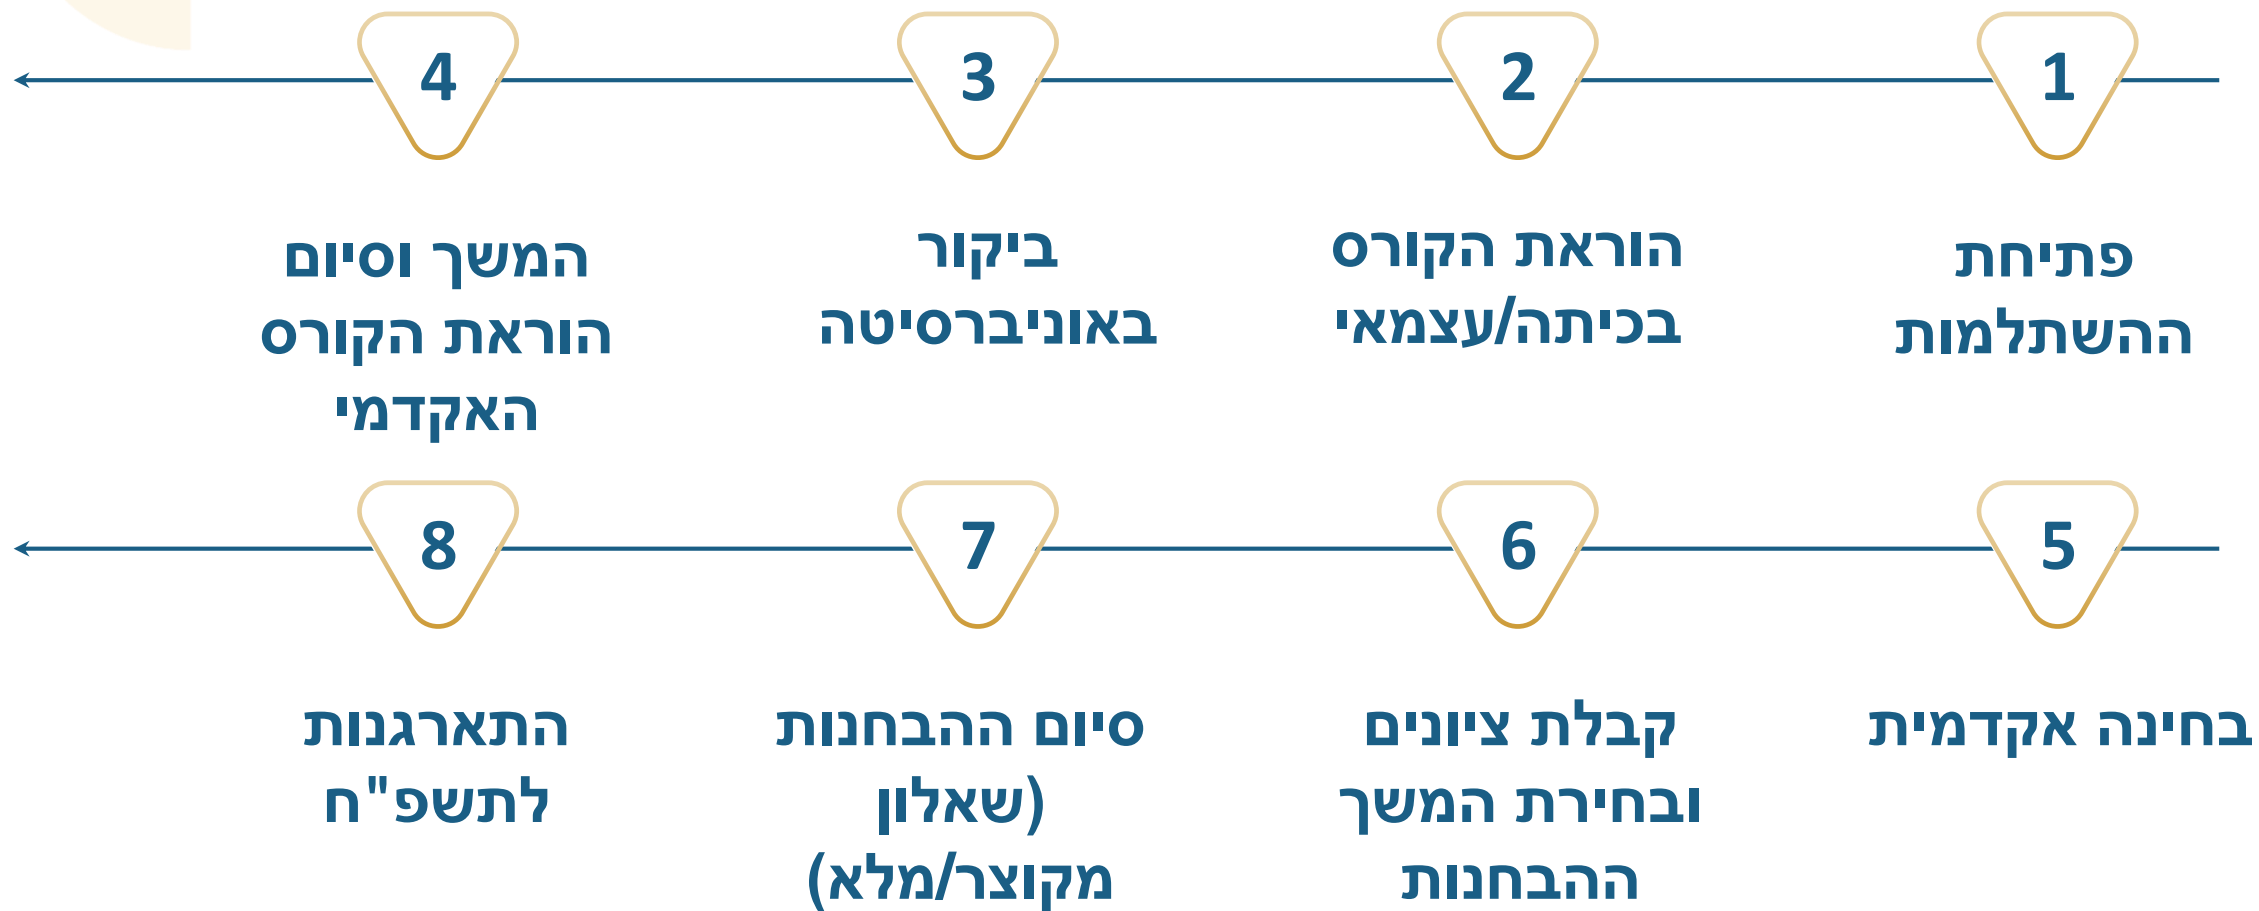 1
פתיחת
ההשתלמות
2
הוראת הקורס
בכיתה/עצמאי
3
ביקור
באוניברסיטה
4
המשך וסיום
הוראת הקורס
האקדמי
5
בחינה אקדמית
6
קבלת ציונים
ובחירת המשך
ההבחנות
7
סיום ההבחנות
(שאלון
מקוצר/מלא)
8
התארגנות
לתשפ"ח